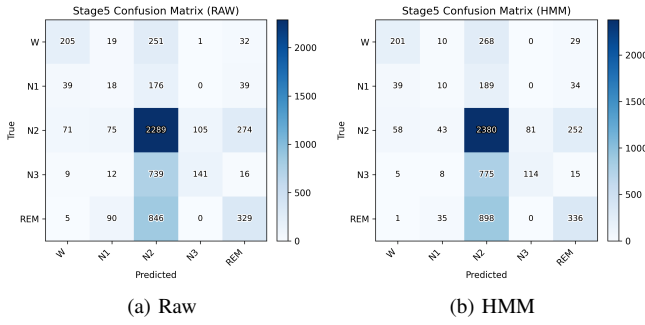 Stage5 Confusion Matrix (RAW)
True
W 205 19 251 1 32
N1 39 18 176 0 39
N2 71 75 2289 105 274
N3 9 12 739 141 16
REM 5 90 846 0 329
W N1 N2 N3 REM
Predicted
2000
1500
1000
500
0
(a) Raw
Stage5 Confusion Matrix (HMM)
True
W 201 10 268 0 29
N1 39 10 189 0 34
N2 58 43 2380 81 252
N3 5 8 775 114 15
REM 1 35 898 0 336
W N1 N2 N3 REM
Predicted
2000
1500
1000
500
0
(b) HMM